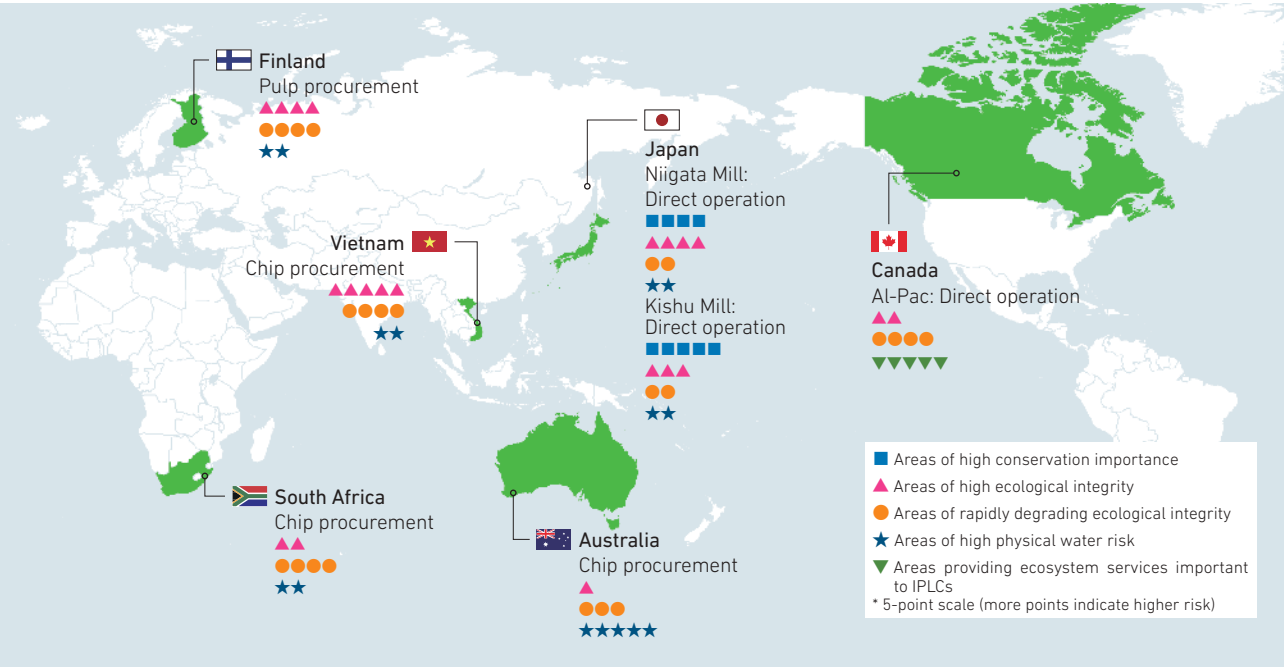 Finland
Pulp procurement
Japan
Niigata Mill:
Direct operation
Kishu Mill:
Direct operation
Vietnam
Chip procurement
Canada
Al-Pac: Direct operation
South Africa
Chip procurement
Australia
Chip procurement
Areas of high conservation importance
Areas of high ecological integrity
Areas of rapidly degrading ecological integrity
Areas of high physical water risk
Areas providing ecosystem services important
to IPLCs
* 5-point scale (more points indicate higher risk)